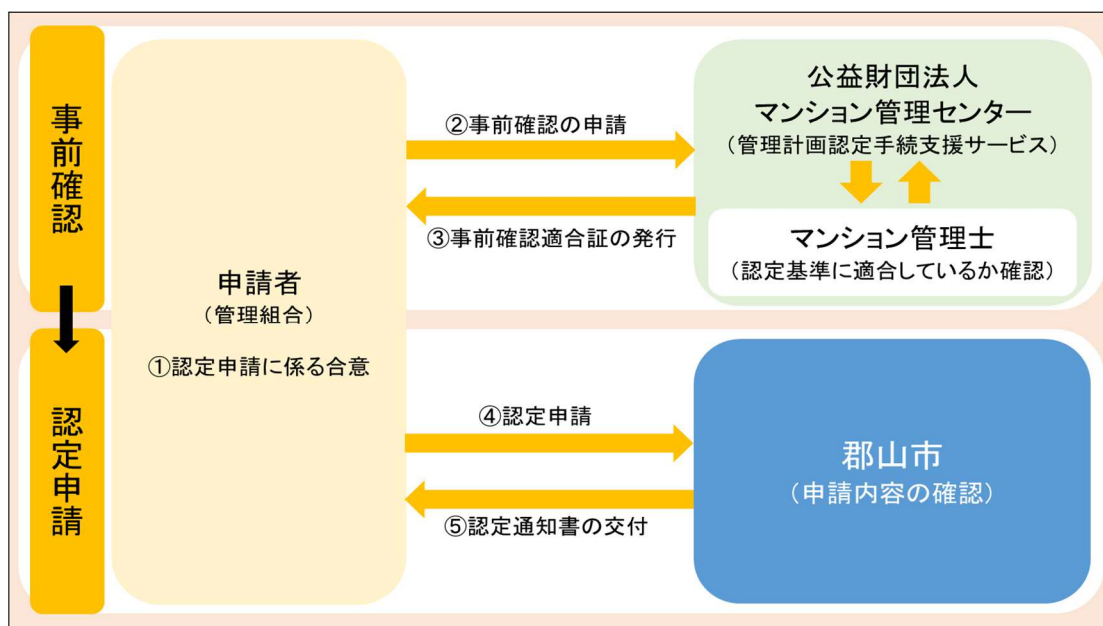 事前確認
申請者
（管理組合）
①認定申請に係る合意
②事前確認の申請
③事前確認適合証の発行
公益財団法人
マンション管理センター
（管理計画認定手続支援サービス）
マンション管理士
（認定基準に適合しているか確認）
認定申請
④認定申請
⑤認定通知書の交付
郡山市
（申請内容の確認）